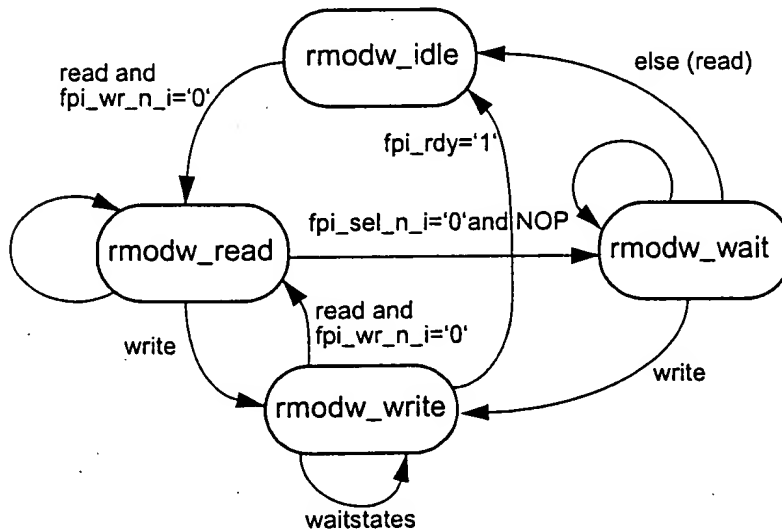 rmodw_idle
read and
fpi_wr_n_i=‘0‘
else (read)
fpi_rdy=‘1‘
fpi_sel_n_i=‘0‘and NOP
rmodw_read
rmodw_wait
read and
fpi_wr_n_i=‘0‘
write
write
rmodw_write
waitstates